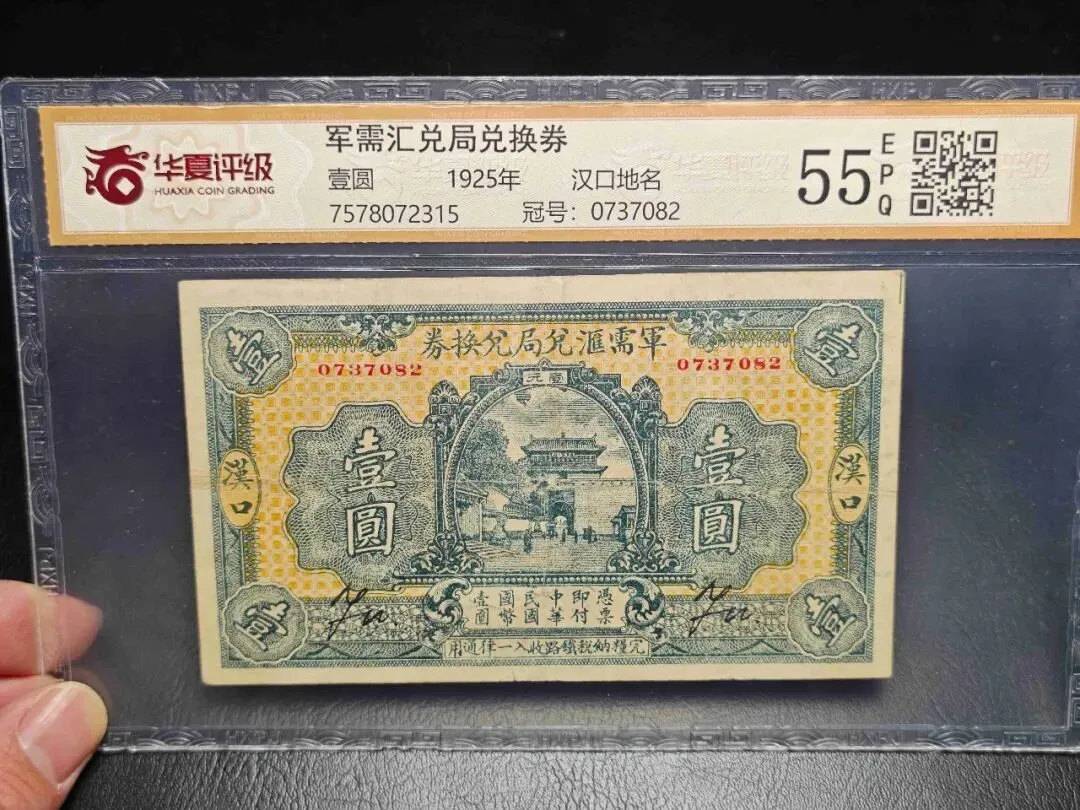 华夏评级
HUAXIA COIN GRADING
军需汇兑局兑换券
壹圆 1925年 汉口地名
7578072315 冠号: 0737082
55 EPQ
軍需滙兌局兌換券
0737082 0737082
壹 壹
壹圓 壹圓
漢口 漢口
憑票即付中華民國國幣壹圓
完糧納稅鐵路收入一律通用
壹 壹